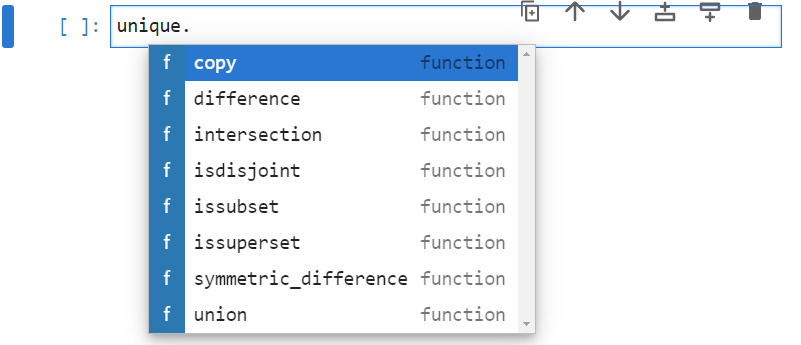 [ ]: unique.
f copy function
f difference function
f intersection function
f isdisjoint function
f issubset function
f issuperset function
f symmetric_difference function
f union function